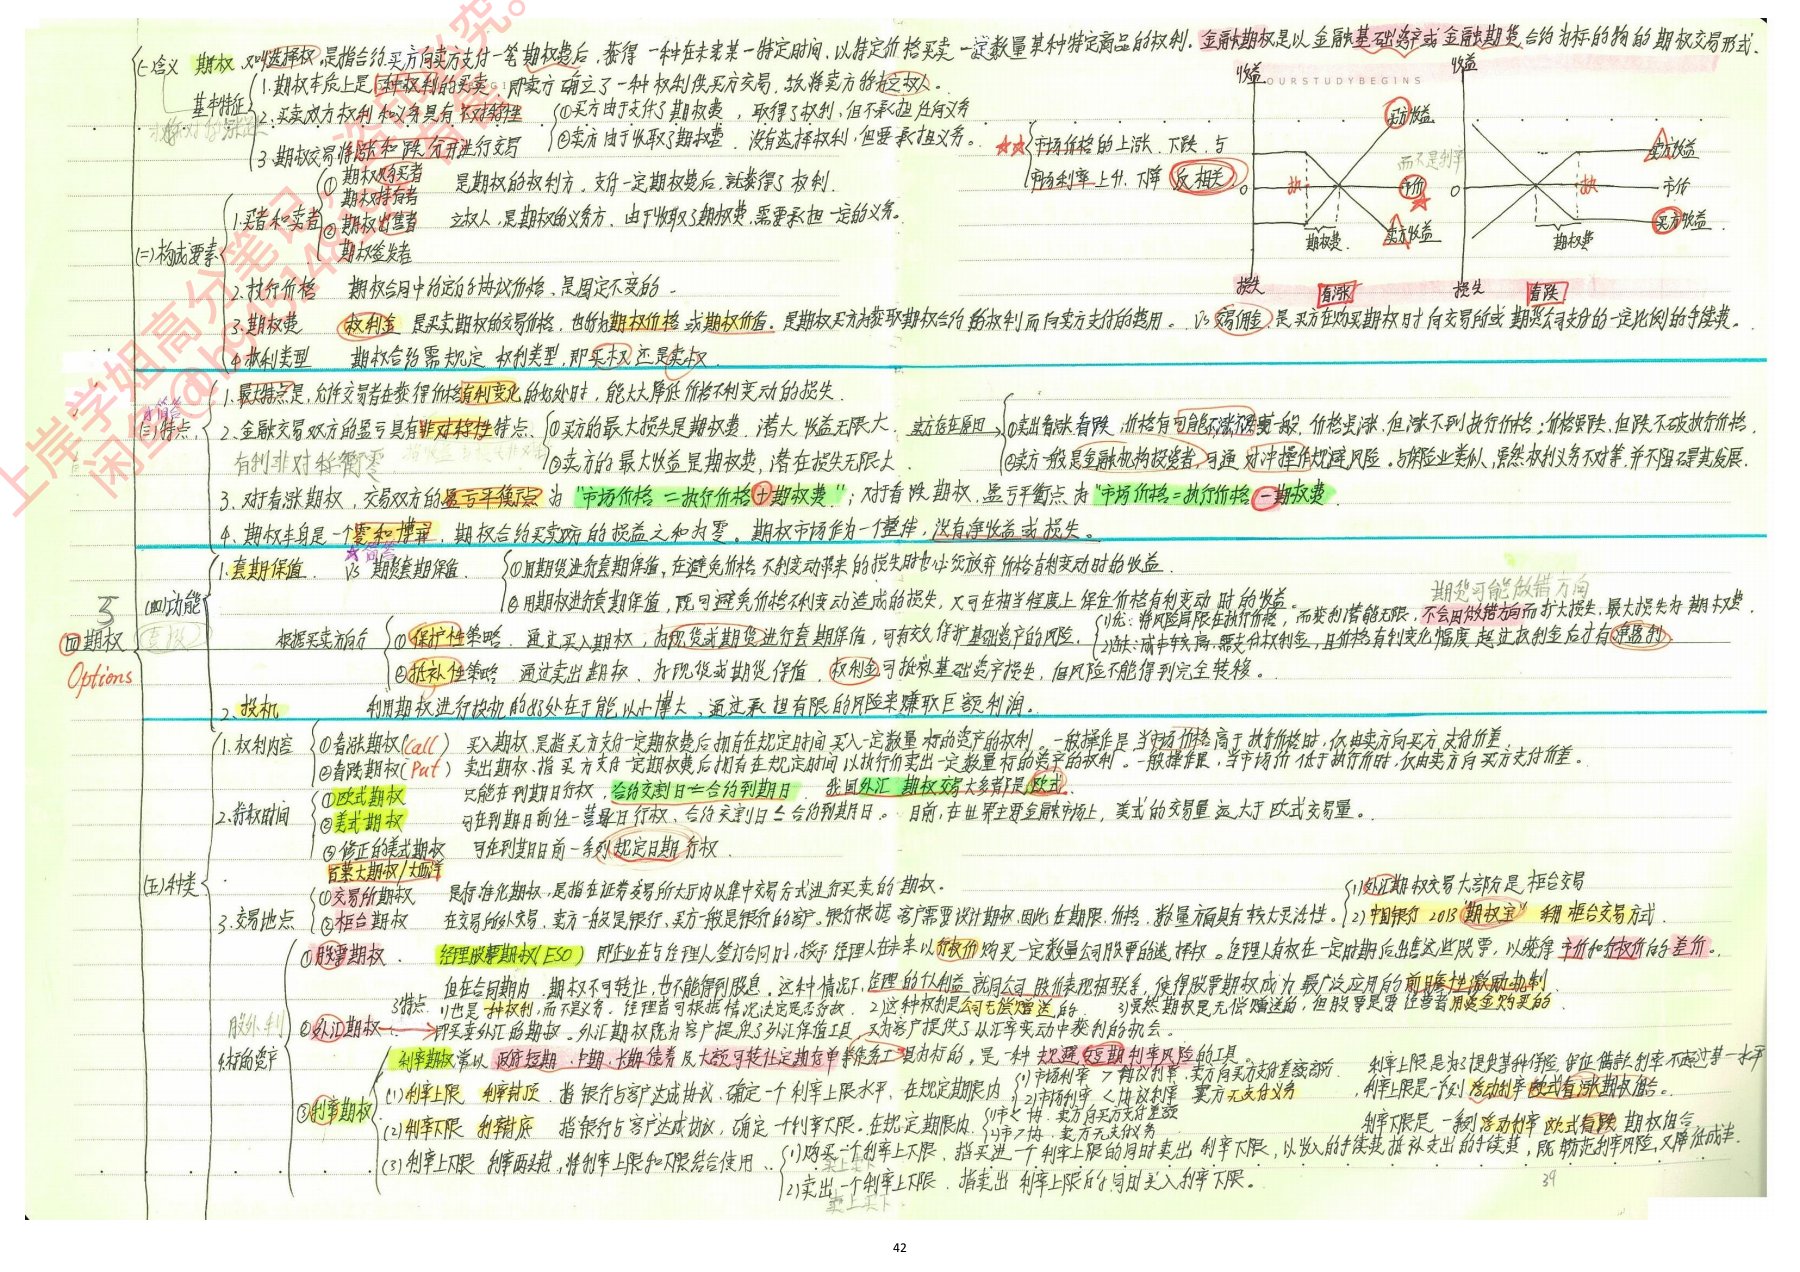 四 期权
Options
(一)含义 期权,又叫选择权,是指合约买方向卖方支付一笔期权费后,获得一种在未来某一特定时间,以特定价格买卖一定数量某种特定商品的权利。金融期权是以金融基础资产或金融期货合约为标的物的期权交易形式.
OURSTUDYBEGINS
基本特征
1.期权本质上是一种权利的买卖,即卖方确立了一种权利供买方交易,故将卖方称为立权人。
2.买卖双方权利和义务具有不对称性
①买方由于支付了期权费,取得了权利,但不承担任何义务
②卖方由于收取了期权费,没有选择权利,但要承担义务。
3.期权交易将涨和跌分开进行交易
★★ 市场价格的上涨、下跌,与
市场利率上升、下降 反相关
收益 收益
买方收益 卖方收益
而不是利率
0 执 市价 0 执 市价
期权费 卖方收益 期权费 买方收益
损失 看涨 损失 看跌
(二)构成要素
1.买者和卖者
① 期权购买者
期权持有者
是期权的权利方,支付一定期权费后,就获得了权利.
② 期权出售者
期权签发者
立权人,是期权的义务方,由于收取了期权费,需要承担一定的义务。
2.执行价格 期权合同中约定的协议价格、是固定不变的.
3.期权费 权利金 是买卖期权的交易价格,也称为期权价格或期权价值。是期权买方为获取期权合约的权利而向卖方支付的费用。 VS 交易佣金,是买方在购买期权时向交易所或期货公司支付的一定比例的手续费。
4.权利类型 期权合约需规定权利类型,即买权还是卖权.
简答
(三)特点
1.最大特点是,允许交易者在获得价格有利变化的好处时,能大大降低价格不利变动的损失.
2.金融交易双方的盈亏具有非对称性特点
①买方的最大损失是期权费,潜大收益无限大.
②卖方的最大收益是期权费,潜在损失无限大.
有利非对称衡零
卖方存在原因
①卖出看涨看跌,价格有可能不涨不跌或一般,价格虽涨,但涨不到执行价格;价格虽跌,但跌不破执行价格.
②卖方一般是金融机构投资者,可通对冲操作规避风险。与保险业类似,虽然权利义务不对等,并不阻碍其发展.
3.对于看涨期权,交易双方的盈亏平衡点为"市场价格=执行价格+期权费";对于看跌期权,盈亏平衡点为"市场价格=执行价格-期权费
4.期权本身是一个零和博弈,期权合约买卖双方的损益之和为零。期权市场作为一个整体,没有净收益或损失。
☆简答
(四)功能
1.套期保值. VS 期货套期保值.
①用期货进行套期保值,在避免价格不利变动带来的损失时也必须放弃价格有利变动时的收益.
②用期权进行套期保值,既可避免价格不利变动造成的损失,又可在相当程度上保住价格有利变动时的收益.
期货可能做错方向
根据买卖方向分
①保护性策略. 通过买入期权,为现货或期货进行套期保值,可有效保护基础资产的风险.
1)优:将风险局限在执行价格,而获利潜能无限,不会因做错方向而扩大损失,最大损失为期权费.
2)缺:成本较高,需支付权利金,且价格有利变化幅度超过权利金后才有净盈利
②抵补性策略 通过卖出期权、为现货或期货保值.权利金可抵补基础资产损失,但风险不能得到完全转移。
2.投机 利用期权进行投机的好处在于能以小博大、通过承担有限的风险来赚取巨额利润。
(五)种类
1.权利内容
①看涨期权(Call) 买入期权,是指买方支付一定期权费后拥有在规定时间买入一定数量标的资产的权利.一般操作是,当市场价格高于执行价格时,仅由卖方向买方支付价差.
②看跌期权(Put) 卖出期权,指买方支付一定期权费后拥有在规定时间以执行价卖出一定数量标的资产的权利。一般操作是,当市场价低于执行价时,仅由卖方向买方支付价差。
2.行权时间
①欧式期权 只能在到期日行权,合约交割日=合约到期日 我国外汇期权交易大多都是欧式.
②美式期权 可在到期日前任一营业日行权、合约交割日≤合约到期日。目前,在世界主要金融市场上,美式的交易量远大于欧式交易量。
③修正的美式期权 可在到期日前一系列规定日期行权.
百慕大期权/大西洋
3.交易地点
①交易所期权 是标准化期权,是指在证券交易所大厅内以集中交易方式进行买卖的期权.
②柜台期权 在交易所外交易,卖方一般是银行,买方一般是银行的客户。银行根据客户需要设计期权,因此在期限、价格,数量方面具有较大灵活性。
1)外汇期权交易大部分是柜台交易
2)中国银行2013"期权宝"利用柜台交易方式.
4.标的资产
股外利
①股票期权. 经理股票期权(ESO) 即企业在与经理人签订合同时,授予经理人在未来以行权价购买一定数量公司股票的选择权。经理人有权在一定时期后出售这些股票,以获得市价和行权价的差价。
但在合同期内,期权不可转让,也不能得到股息。这种情况下,经理的个人利益就同公司股价表现相联系,使得股票期权成为最广泛应用的前瞻性激励机制.
3特点 1)也是一种权利,而不是义务,经理者可根据情况决定是否行权. 2)这种权利是公司无偿赠送的. 3)虽然期权是无偿赠送的,但股票是要经营者用现金购买的.
②外汇期权→即买卖外汇的期权。外汇期权既为客户提供了外汇保值工具,又为客户提供了从汇率变动中获利的机会。
③利率期权
利率期权常以政府短期、中期、长期债券及大额可转让定期存单等债务工具为标的,是一种规避短期利率风险的工具。
(1)利率上限 利率封顶. 指银行与客户达成协议,确定一个利率上限水平,在规定期限内
1)市场利率>协议利率,卖方向买方支付差额部分.
2)市场利率<协议利率 卖方无支付义务
利率上限是为了提供某种保险,保证借款利率不超过某一水平
利率上限是一系列浮动利率欧式看涨期权组合。
(2)利率下限 利率封底 指银行与客户达成协议,确定一个利率下限。在规定期限内
1)市<协、卖方向买方支付差额
2)市>协、卖方无支付义务
利率下限是一系列浮动利率欧式看跌期权组合
(3)利率上下限 利率两头封,将利率上限和下限结合使用
1)购买一个利率上下限,指买进一个利率上限的同时卖出利率下限,以收入的手续费抵补支出的手续费,既防范利率风险,又降低成本.
买上卖下
2)卖出一个利率上下限. 指卖出利率上限的同时买入利率下限。
卖上买下
39
42